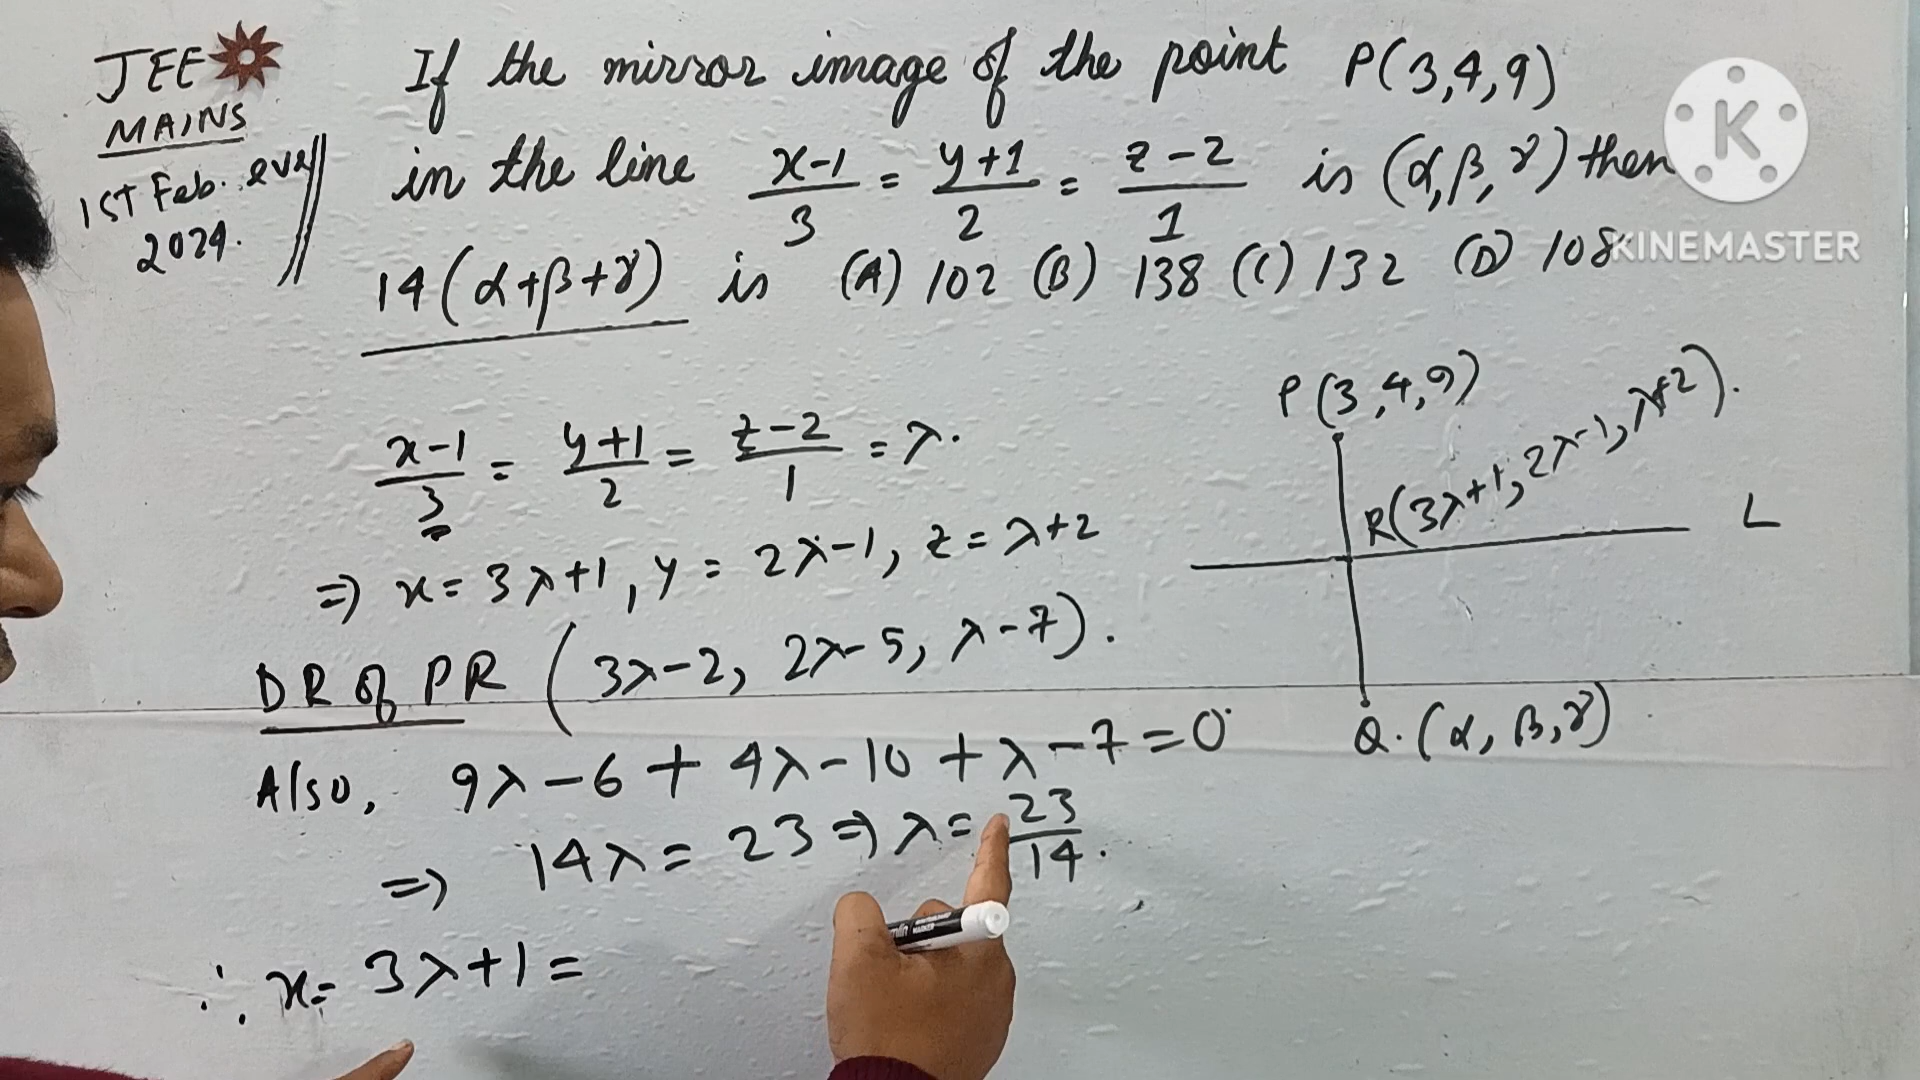 JEE
MAINS
1ST Feb. eve
2024.
If the mirror image of the point P(3,4,9)
in the line x-1/3 = y+1/2 = z-2/1 is (α,β,γ) then
14(α+β+γ) is (A) 102 (B) 138 (C) 132 (D) 108
K
KINEMASTER
x-1/3 = y+1/2 = z-2/1 = λ.
⇒ x = 3λ+1, y = 2λ-1, z = λ+2
DR of PR (3λ-2, 2λ-5, λ-7).
Also, 9λ-6 + 4λ-10 + λ-7 = 0
⇒ 14λ = 23 ⇒ λ = 23/14.
∴ x = 3λ+1 =
P(3,4,9)
R(3λ+1, 2λ-1, λ+2).
L
Q.(α, β, γ)